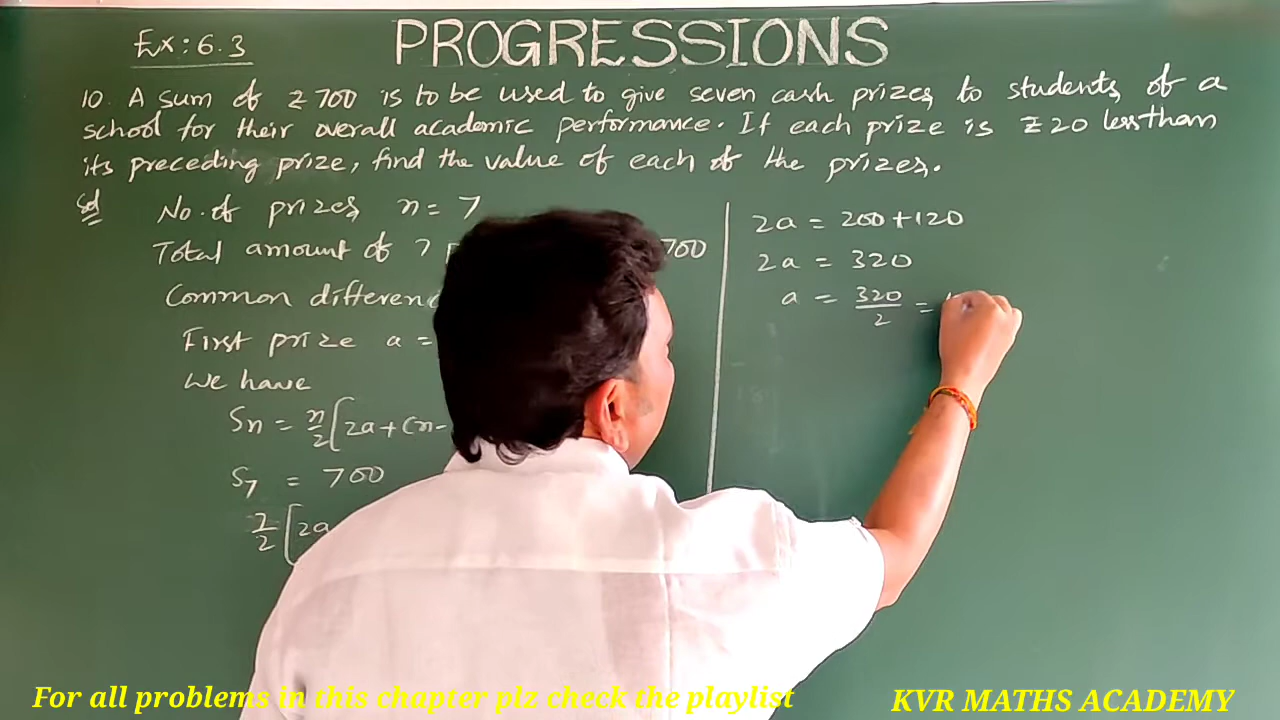 Ex: 6.3
PROGRESSIONS
10. A sum of ₹ 700 is to be used to give seven cash prizes to students of a
school for their overall academic performance. If each prize is ₹ 20 less than
its preceding prize, find the value of each of the prizes.
Sol
No. of prizes n = 7
Total amount of 7 700
Common
First prize a =
We have
Sn = n/2 [2a + (n-
S7 = 700
7/2 [2a
2a = 200 + 120
2a = 320
a = 320/2 =
For all problems in this chapter plz check the playlist
KVR MATHS ACADEMY